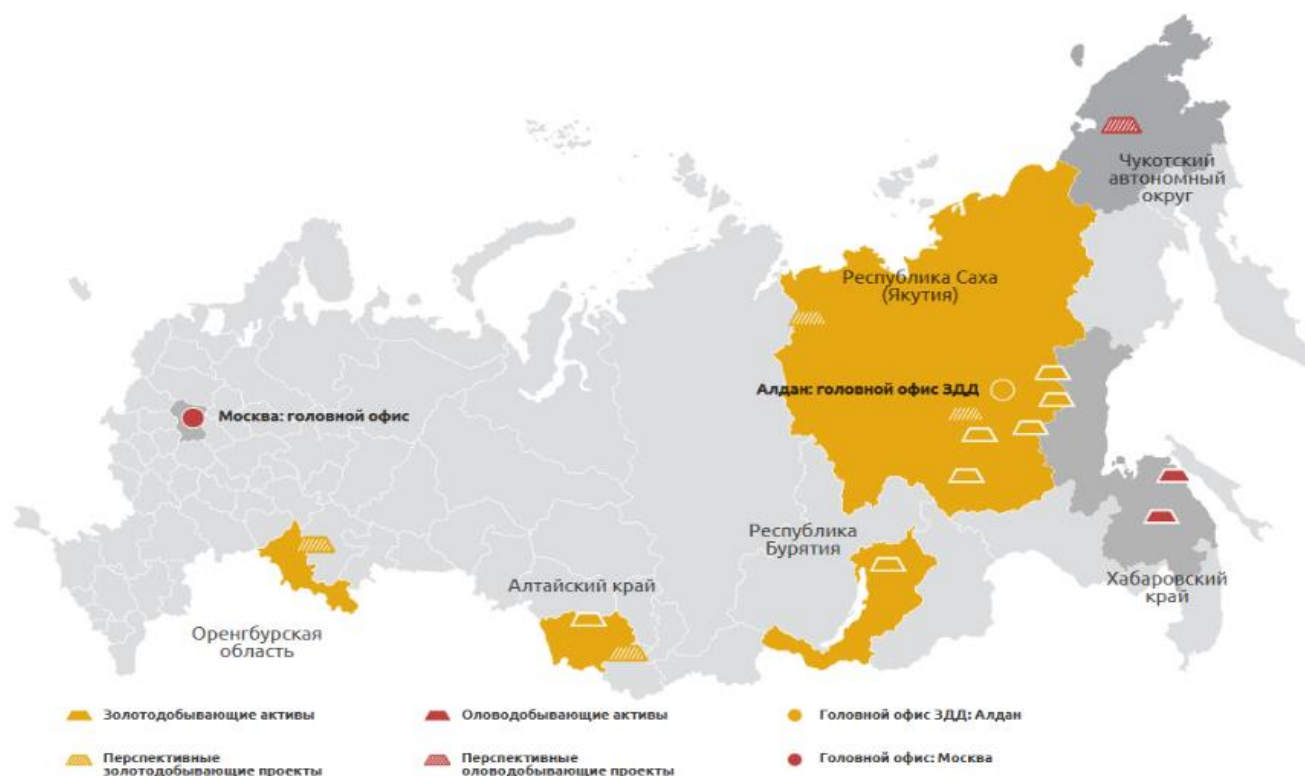 Чукотский
автономный
округ
Республика Саха
(Якутия)
Алдан: головной офис ЗДД
Москва: головной офис
Республика
Бурятия
Алтайский край
Хабаровский
край
Оренгбурская
область
Золотодобывающие активы
Оловодобывающие активы
Головной офис ЗДД: Алдан
Перспективные
золотодобывающие проекты
Перспективные
оловодобывающие проекты
Головной офис: Москва